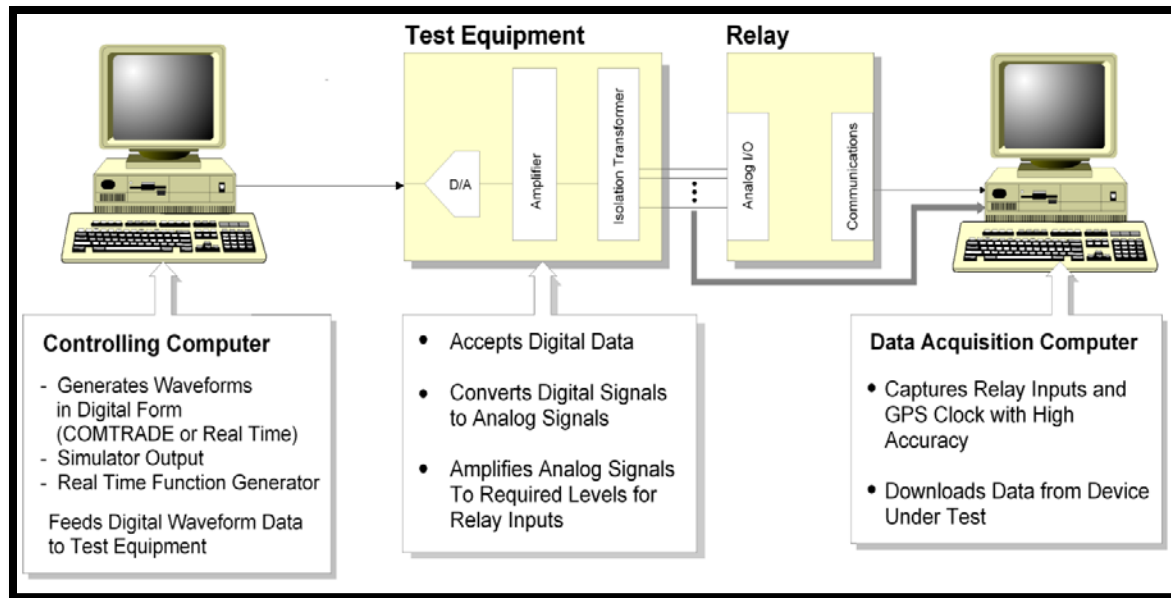 Test Equipment
Relay
D/A
Amplifier
Isolation Transformer
Analog I/O
Communications
Controlling Computer
- Generates Waveforms
in Digital Form
(COMTRADE or Real Time)
- Simulator Output
- Real Time Function Generator
Feeds Digital Waveform Data
to Test Equipment
• Accepts Digital Data
• Converts Digital Signals
to Analog Signals
• Amplifies Analog Signals
To Required Levels for
Relay Inputs
Data Acquisition Computer
• Captures Relay Inputs and
GPS Clock with High
Accuracy
• Downloads Data from Device
Under Test